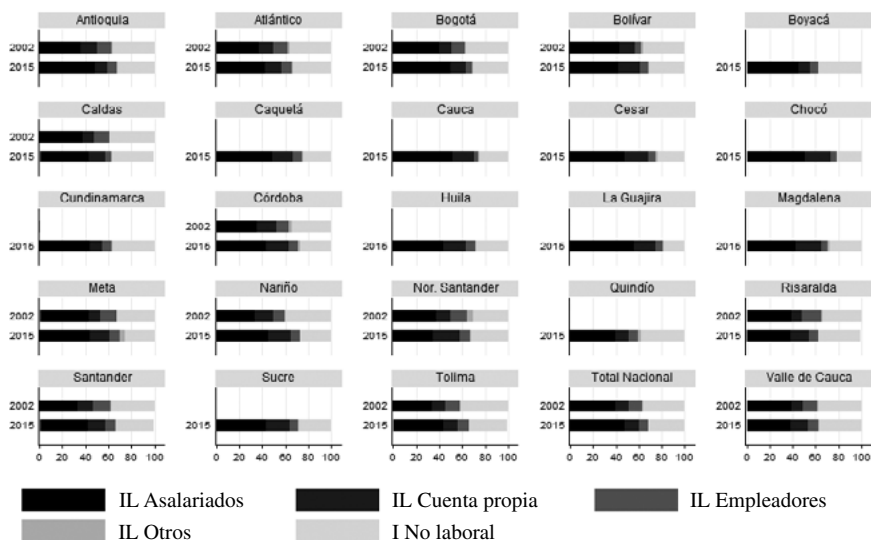 Antioquia Atlántico Bogotá Bolívar Boyacá
2002 2002 2002 2002
2015 2015 2015 2015 2015
Caldas Caquetá Cauca Cesar Chocó
2002
2015 2015 2015 2015 2015
Cundinamarca Córdoba Huila La Guajira Magdalena
2002
2015 2015 2015 2015 2015
Meta Nariño Nor. Santander Quindío Risaralda
2002 2002 2002 2002
2015 2015 2015 2015 2015
Santander Sucre Tolima Total Nacional Valle de Cauca
2002 2002 2002 2002
2015 2015 2015 2015 2015
0 20 40 60 80 100 0 20 40 60 80 100 0 20 40 60 80 100 0 20 40 60 80 100 0 20 40 60 80 100
IL Asalariados IL Cuenta propia IL Empleadores
IL Otros I No laboral